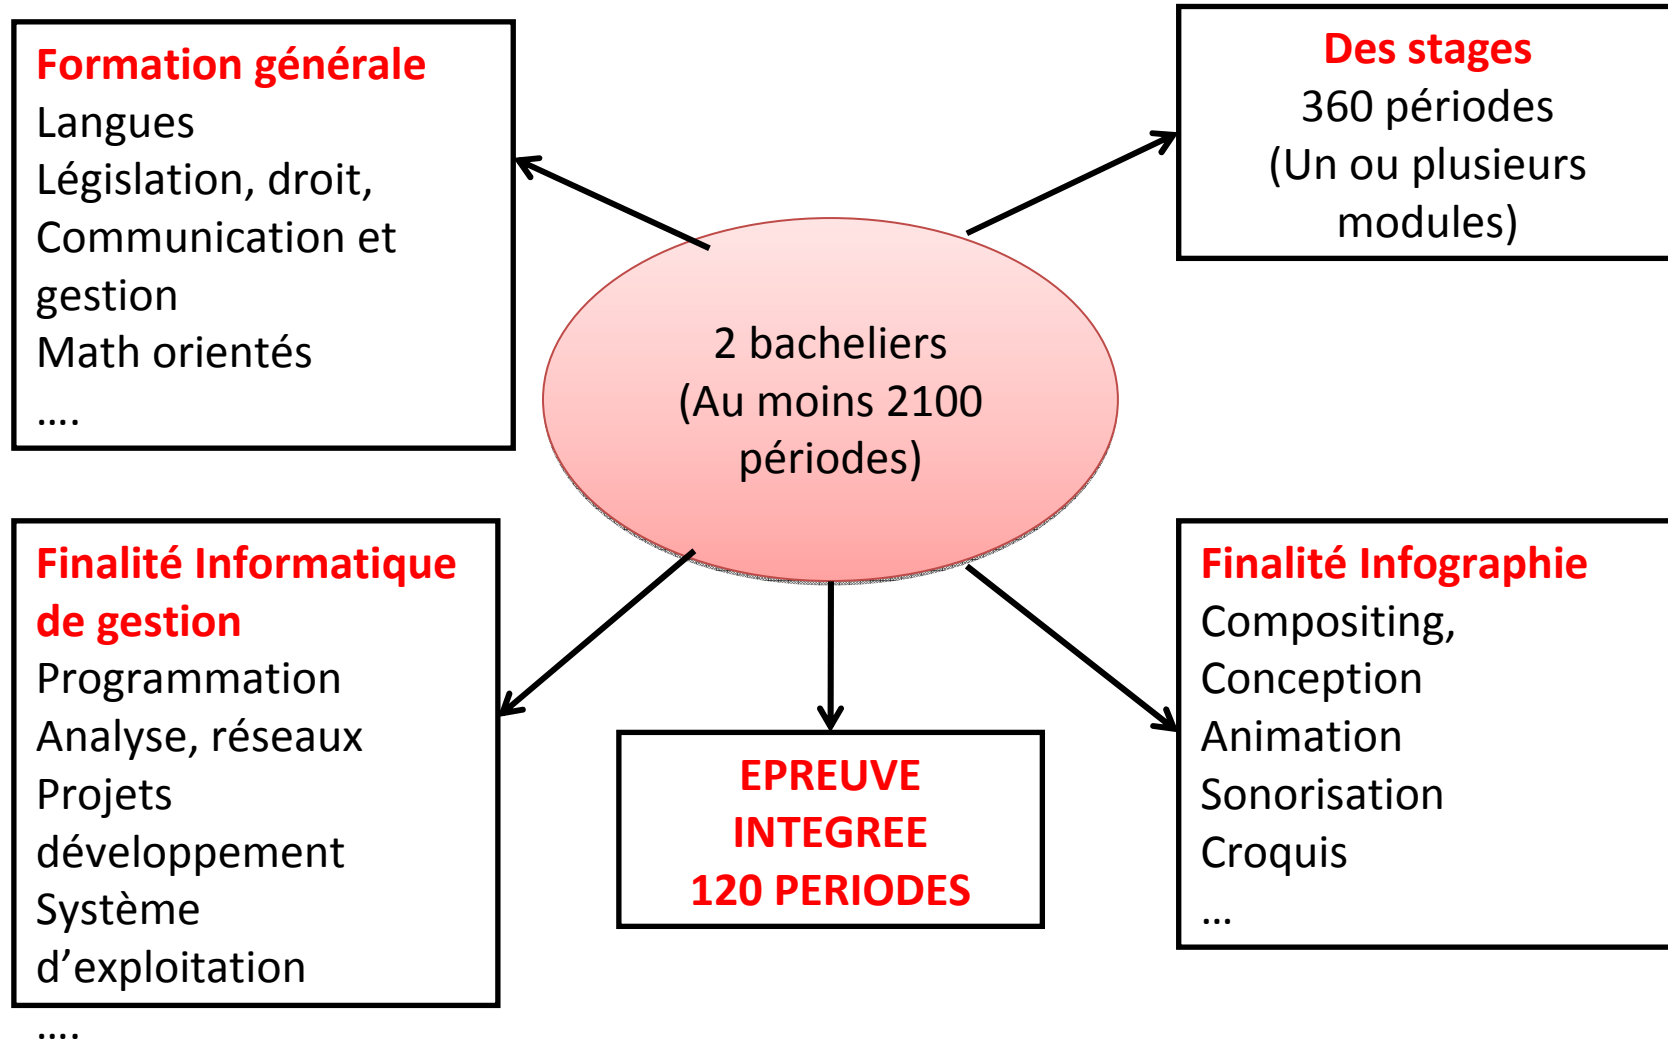 Formation générale
Langues
Législation, droit,
Communication et
gestion
Math orientés
….
Des stages
360 périodes
(Un ou plusieurs
modules)
2 bacheliers
(Au moins 2100
périodes)
Finalité Informatique
de gestion
Programmation
Analyse, réseaux
Projets
développement
Système
d’exploitation
….
EPREUVE
INTEGREE
120 PERIODES
Finalité Infographie
Compositing,
Conception
Animation
Sonorisation
Croquis
…